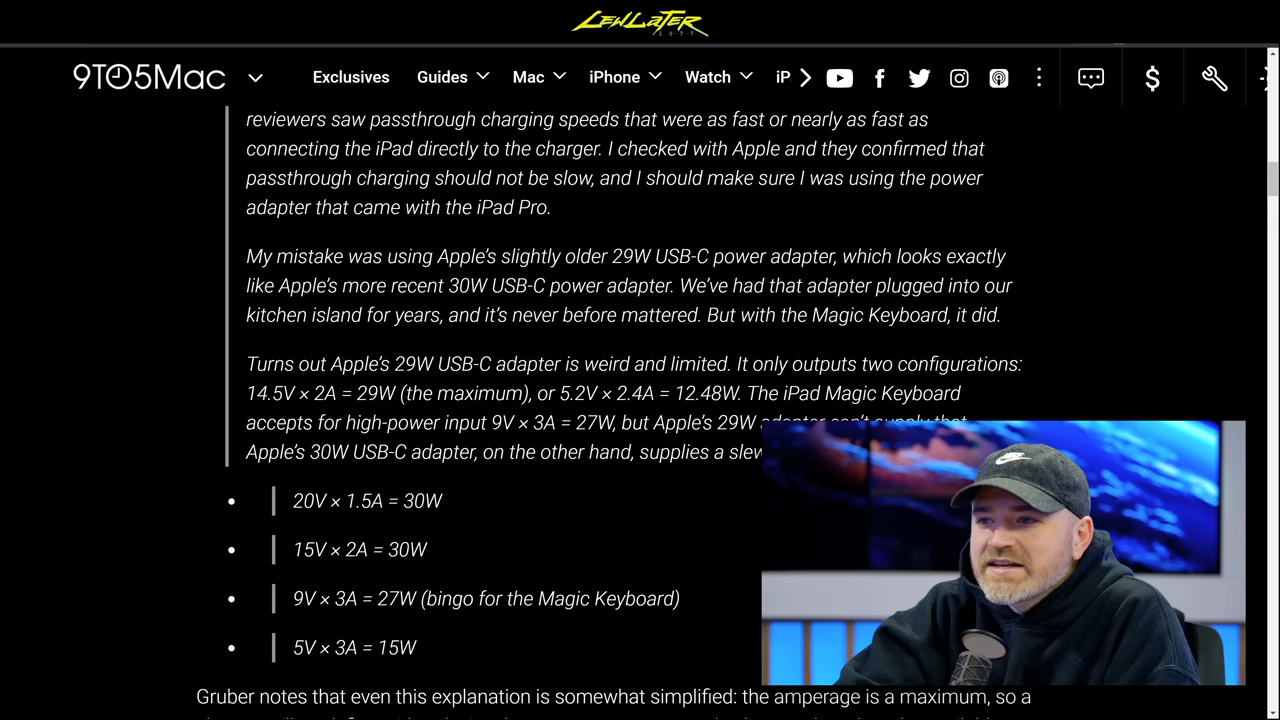 LEWLATER
2077
9TO5Mac
Exclusives Guides Mac iPhone Watch iP
reviewers saw passthrough charging speeds that were as fast or nearly as fast as
connecting the iPad directly to the charger. I checked with Apple and they confirmed that
passthrough charging should not be slow, and I should make sure I was using the power
adapter that came with the iPad Pro.
My mistake was using Apple’s slightly older 29W USB-C power adapter, which looks exactly
like Apple’s more recent 30W USB-C power adapter. We’ve had that adapter plugged into our
kitchen island for years, and it’s never before mattered. But with the Magic Keyboard, it did.
Turns out Apple’s 29W USB-C adapter is weird and limited. It only outputs two configurations:
14.5V × 2A = 29W (the maximum), or 5.2V × 2.4A = 12.48W. The iPad Magic Keyboard
accepts for high-power input 9V × 3A = 27W, but Apple’s 29W adapter can’t supply that.
Apple’s 30W USB-C adapter, on the other hand, supplies a slew
• 20V × 1.5A = 30W
• 15V × 2A = 30W
• 9V × 3A = 27W (bingo for the Magic Keyboard)
• 5V × 3A = 15W
Gruber notes that even this explanation is somewhat simplified: the amperage is a maximum, so a